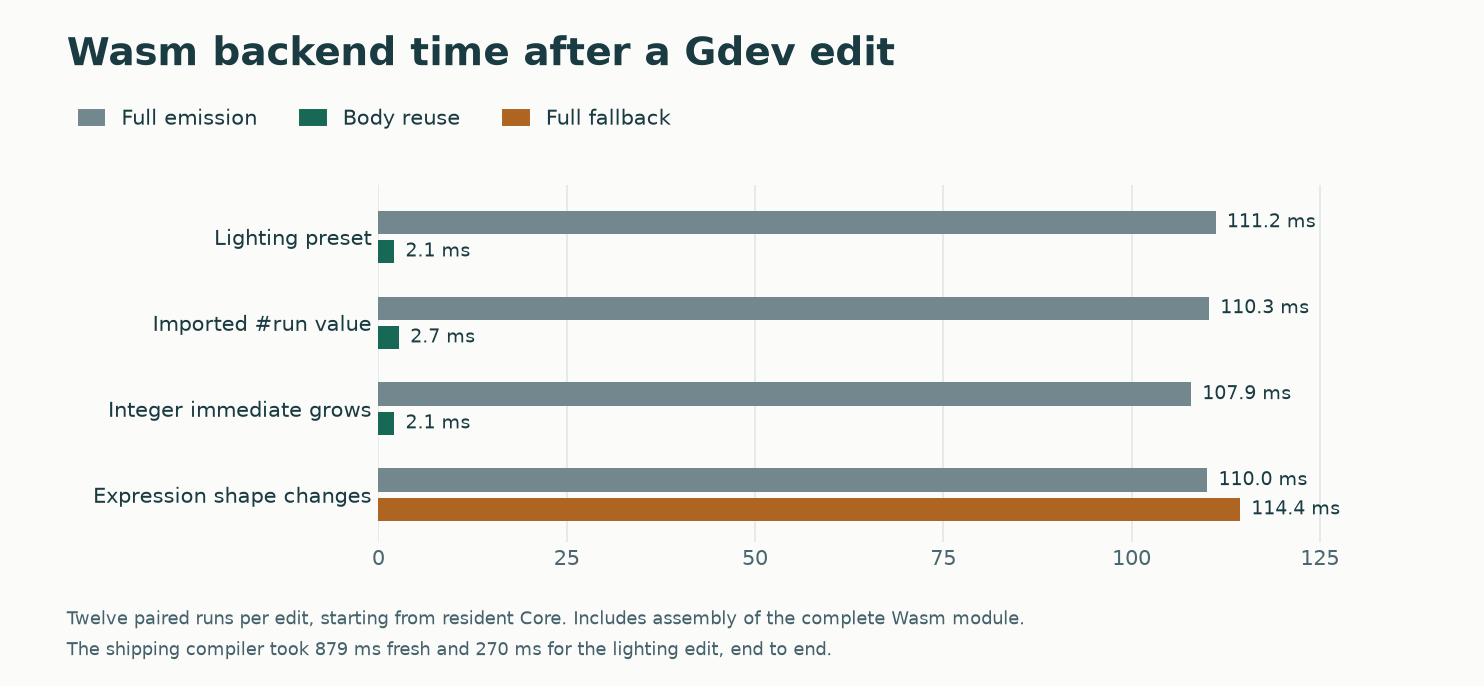 Wasm backend time after a Gdev edit
Full emission Body reuse Full fallback
Lighting preset
111.2 ms
2.1 ms
Imported #run value
110.3 ms
2.7 ms
Integer immediate grows
107.9 ms
2.1 ms
Expression shape changes
110.0 ms
114.4 ms
0 25 50 75 100 125
Twelve paired runs per edit, starting from resident Core. Includes assembly of the complete Wasm module.
The shipping compiler took 879 ms fresh and 270 ms for the lighting edit, end to end.